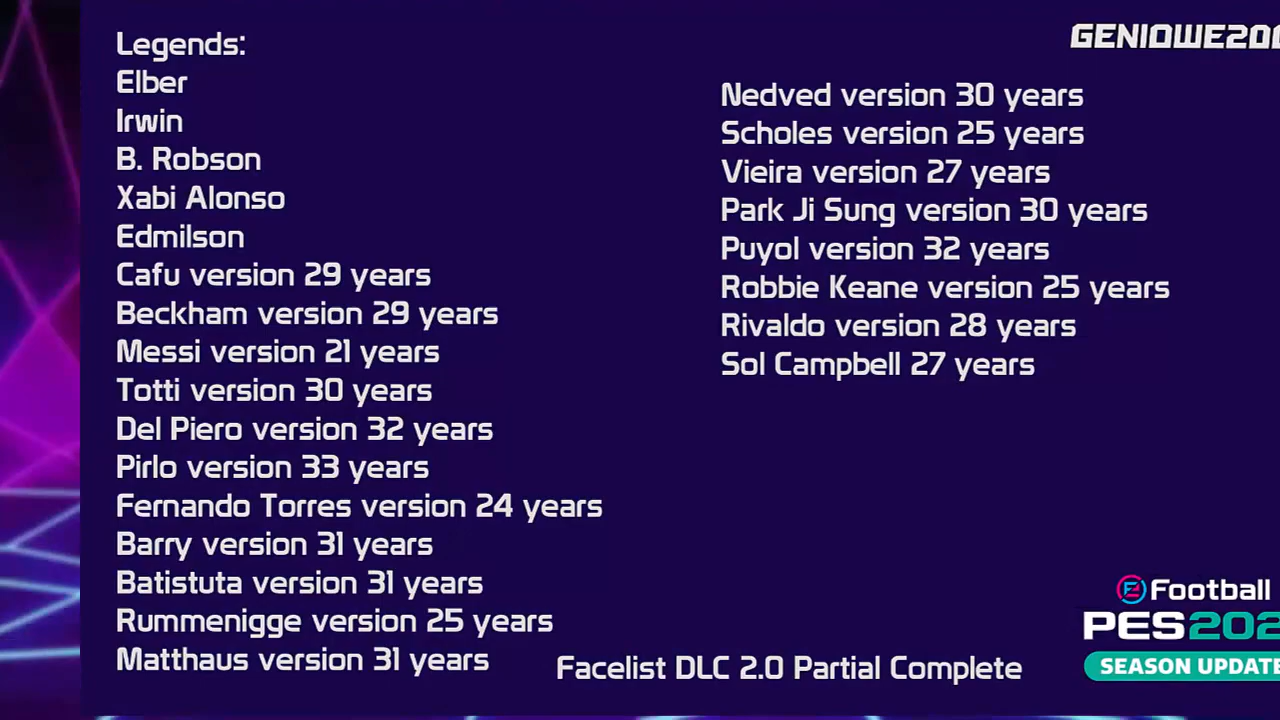 Legends:
Elber
Irwin
B. Robson
Xabi Alonso
Edmilson
Cafu version 29 years
Beckham version 29 years
Messi version 21 years
Totti version 30 years
Del Piero version 32 years
Pirlo version 33 years
Fernando Torres version 24 years
Barry version 31 years
Batistuta version 31 years
Rummenigge version 25 years
Matthaus version 31 years
GENIOWE200
Nedved version 30 years
Scholes version 25 years
Vieira version 27 years
Park Ji Sung version 30 years
Puyol version 32 years
Robbie Keane version 25 years
Rivaldo version 28 years
Sol Campbell 27 years
Facelist DLC 2.0 Partial Complete
eFootball
PES202
SEASON UPDATE